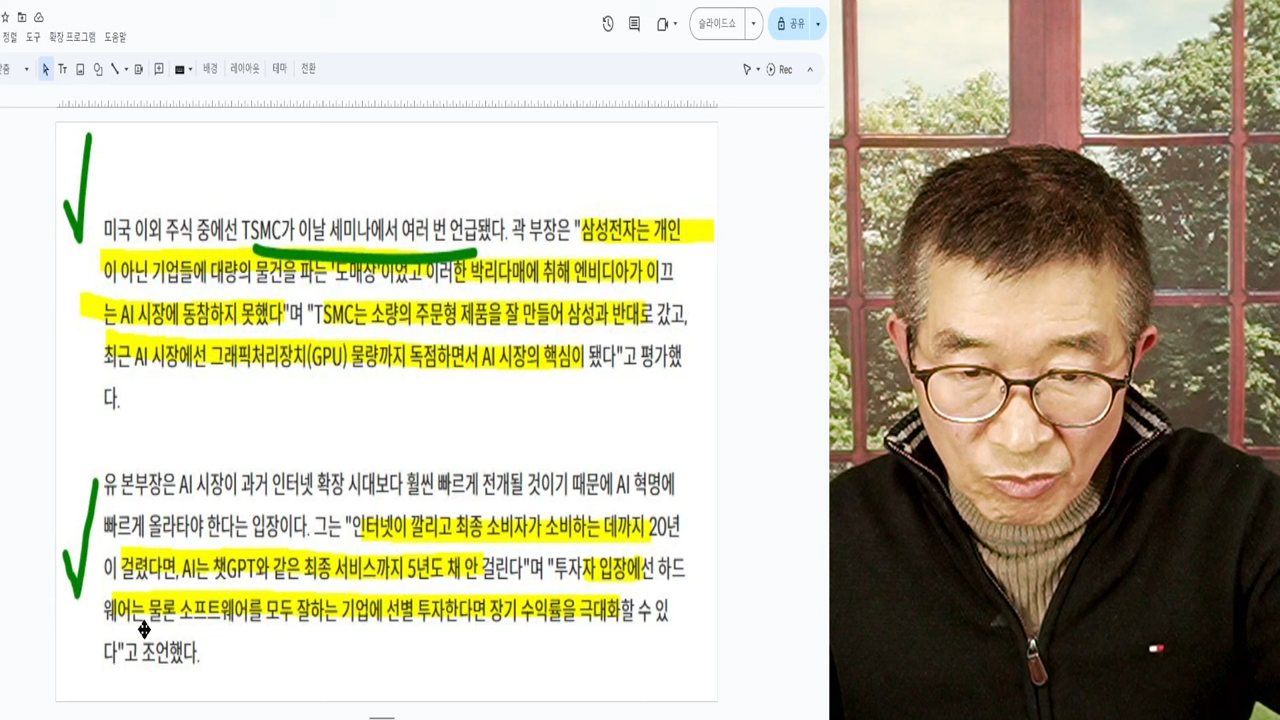 정렬 도구 확장 프로그램 도움말
슬라이드쇼
공유
배경 레이아웃 테마 전환
Rec
미국 이외 주식 중에선 TSMC가 이날 세미나에서 여러 번 언급됐다. 곽 부장은 "삼성전자는 개인
이 아닌 기업들에 대량의 물건을 파는 '도매상'이었고 이러한 박리다매에 취해 엔비디아가 이끄
는 AI 시장에 동참하지 못했다"며 "TSMC는 소량의 주문형 제품을 잘 만들어 삼성과 반대로 갔고,
최근 AI 시장에선 그래픽처리장치(GPU) 물량까지 독점하면서 AI 시장의 핵심이 됐다"고 평가했
다.
유 본부장은 AI 시장이 과거 인터넷 확장 시대보다 훨씬 빠르게 전개될 것이기 때문에 AI 혁명에
빠르게 올라타야 한다는 입장이다. 그는 "인터넷이 깔리고 최종 소비자가 소비하는 데까지 20년
이 걸렸다면, AI는 챗GPT와 같은 최종 서비스까지 5년도 채 안 걸린다"며 "투자자 입장에선 하드
웨어는 물론 소프트웨어를 모두 잘하는 기업에 선별 투자한다면 장기 수익률을 극대화할 수 있
다"고 조언했다.